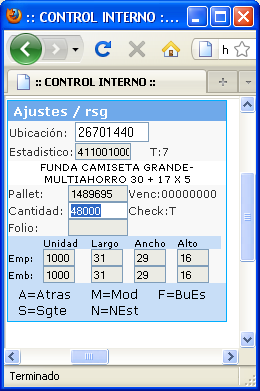 :: CONTROL INTERNO :...
h
:: CONTROL INTERNO ::
Ajustes / rsg
Ubicación: 26701440
Estadistico: 411001000 T:7
FUNDA CAMISETA GRANDE-
MULTIAHORRO 30 + 17 X 5
Pallet: 1489695 Venc:00000000
Cantidad: 48000 Check:T
Folio:
Unidad Largo Ancho Alto
Emp: 1000 31 29 16
Emb: 1000 31 29 16
A=Atras M=Mod F=BuEs
S=Sgte N=NEst
Terminado